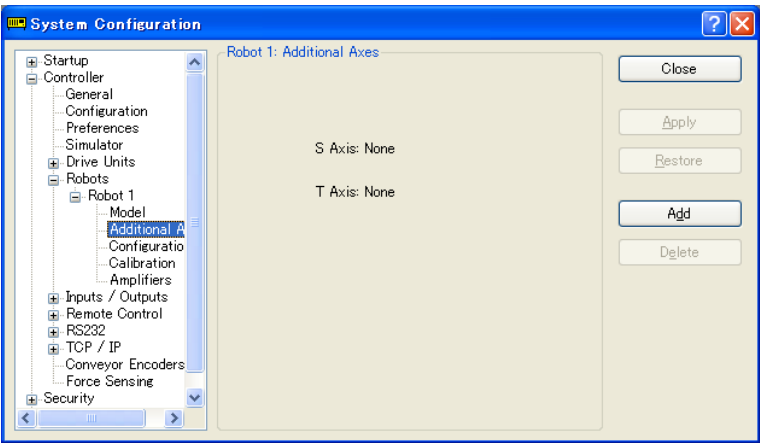 System Configuration
Startup
Controller
General
Configuration
Preferences
Simulator
Drive Units
Robots
Robot 1
Model
Additional A
Configuratio
Calibration
Amplifiers
Inputs / Outputs
Remote Control
RS232
TCP / IP
Conveyor Encoders
Force Sensing
Security
Robot 1: Additional Axes
S Axis: None
T Axis: None
Close
Apply
Restore
Add
Delete